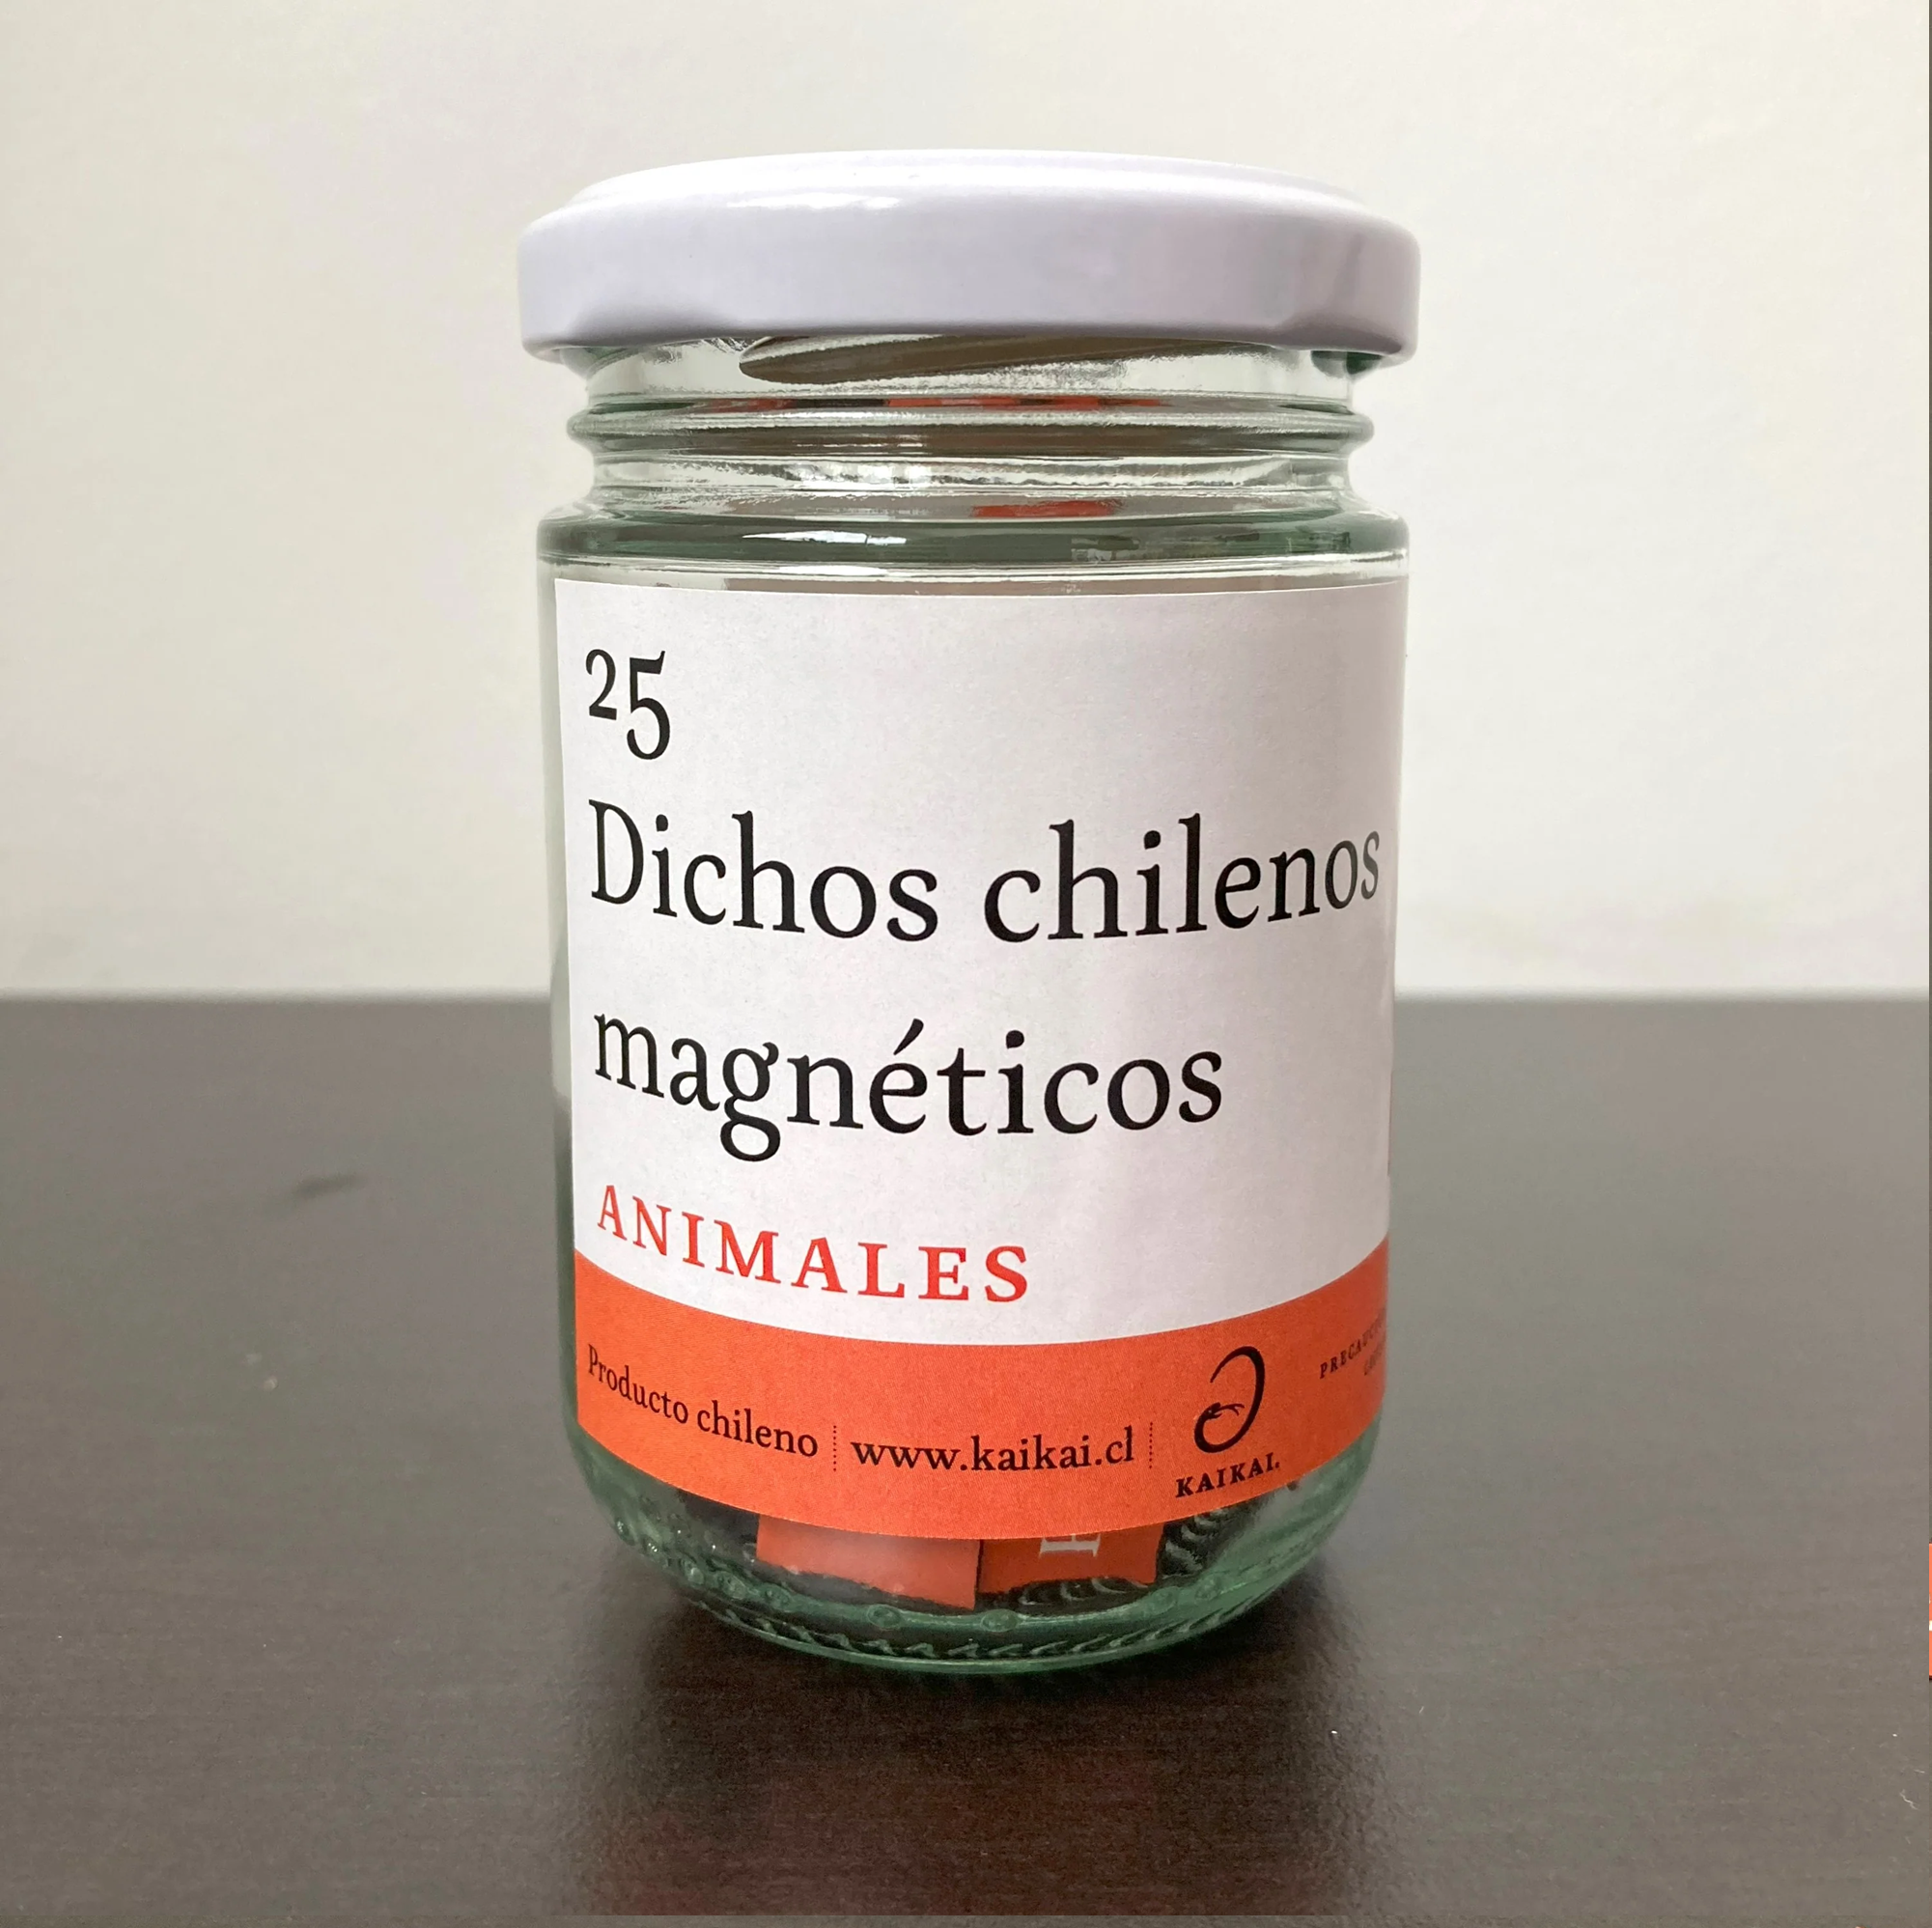 25
Dichos chilenos
magnéticos
ANIMALES
Producto chileno | www.kaikai.cl
KAIKAI.